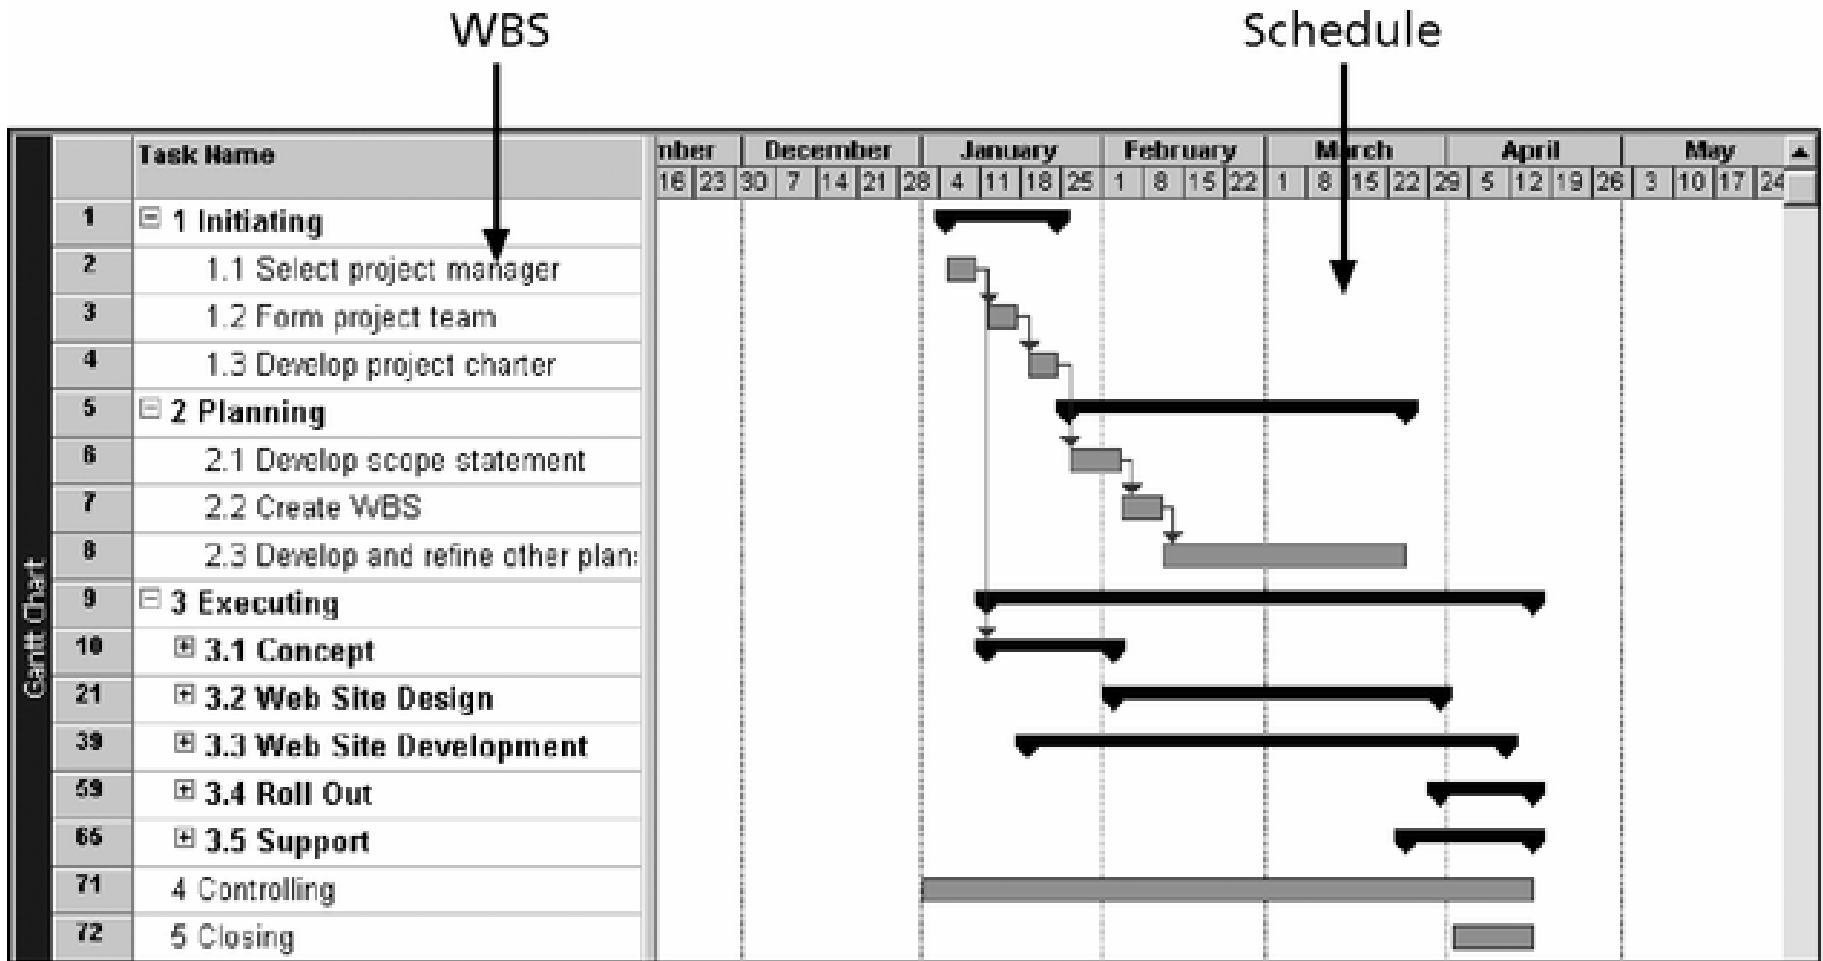 WBS Schedule
Task Name mber December January February March April May
16 23 30 7 14 21 28 4 11 18 25 1 8 15 22 1 8 15 22 29 5 12 19 26 3 10 17 24
1 1 Initiating
2 1.1 Select project manager
3 1.2 Form project team
4 1.3 Develop project charter
5 2 Planning
6 2.1 Develop scope statement
7 2.2 Create WBS
8 2.3 Develop and refine other plans
9 3 Executing
10 3.1 Concept
21 3.2 Web Site Design
39 3.3 Web Site Development
59 3.4 Roll Out
65 3.5 Support
71 4 Controlling
72 5 Closing
Gantt Chart